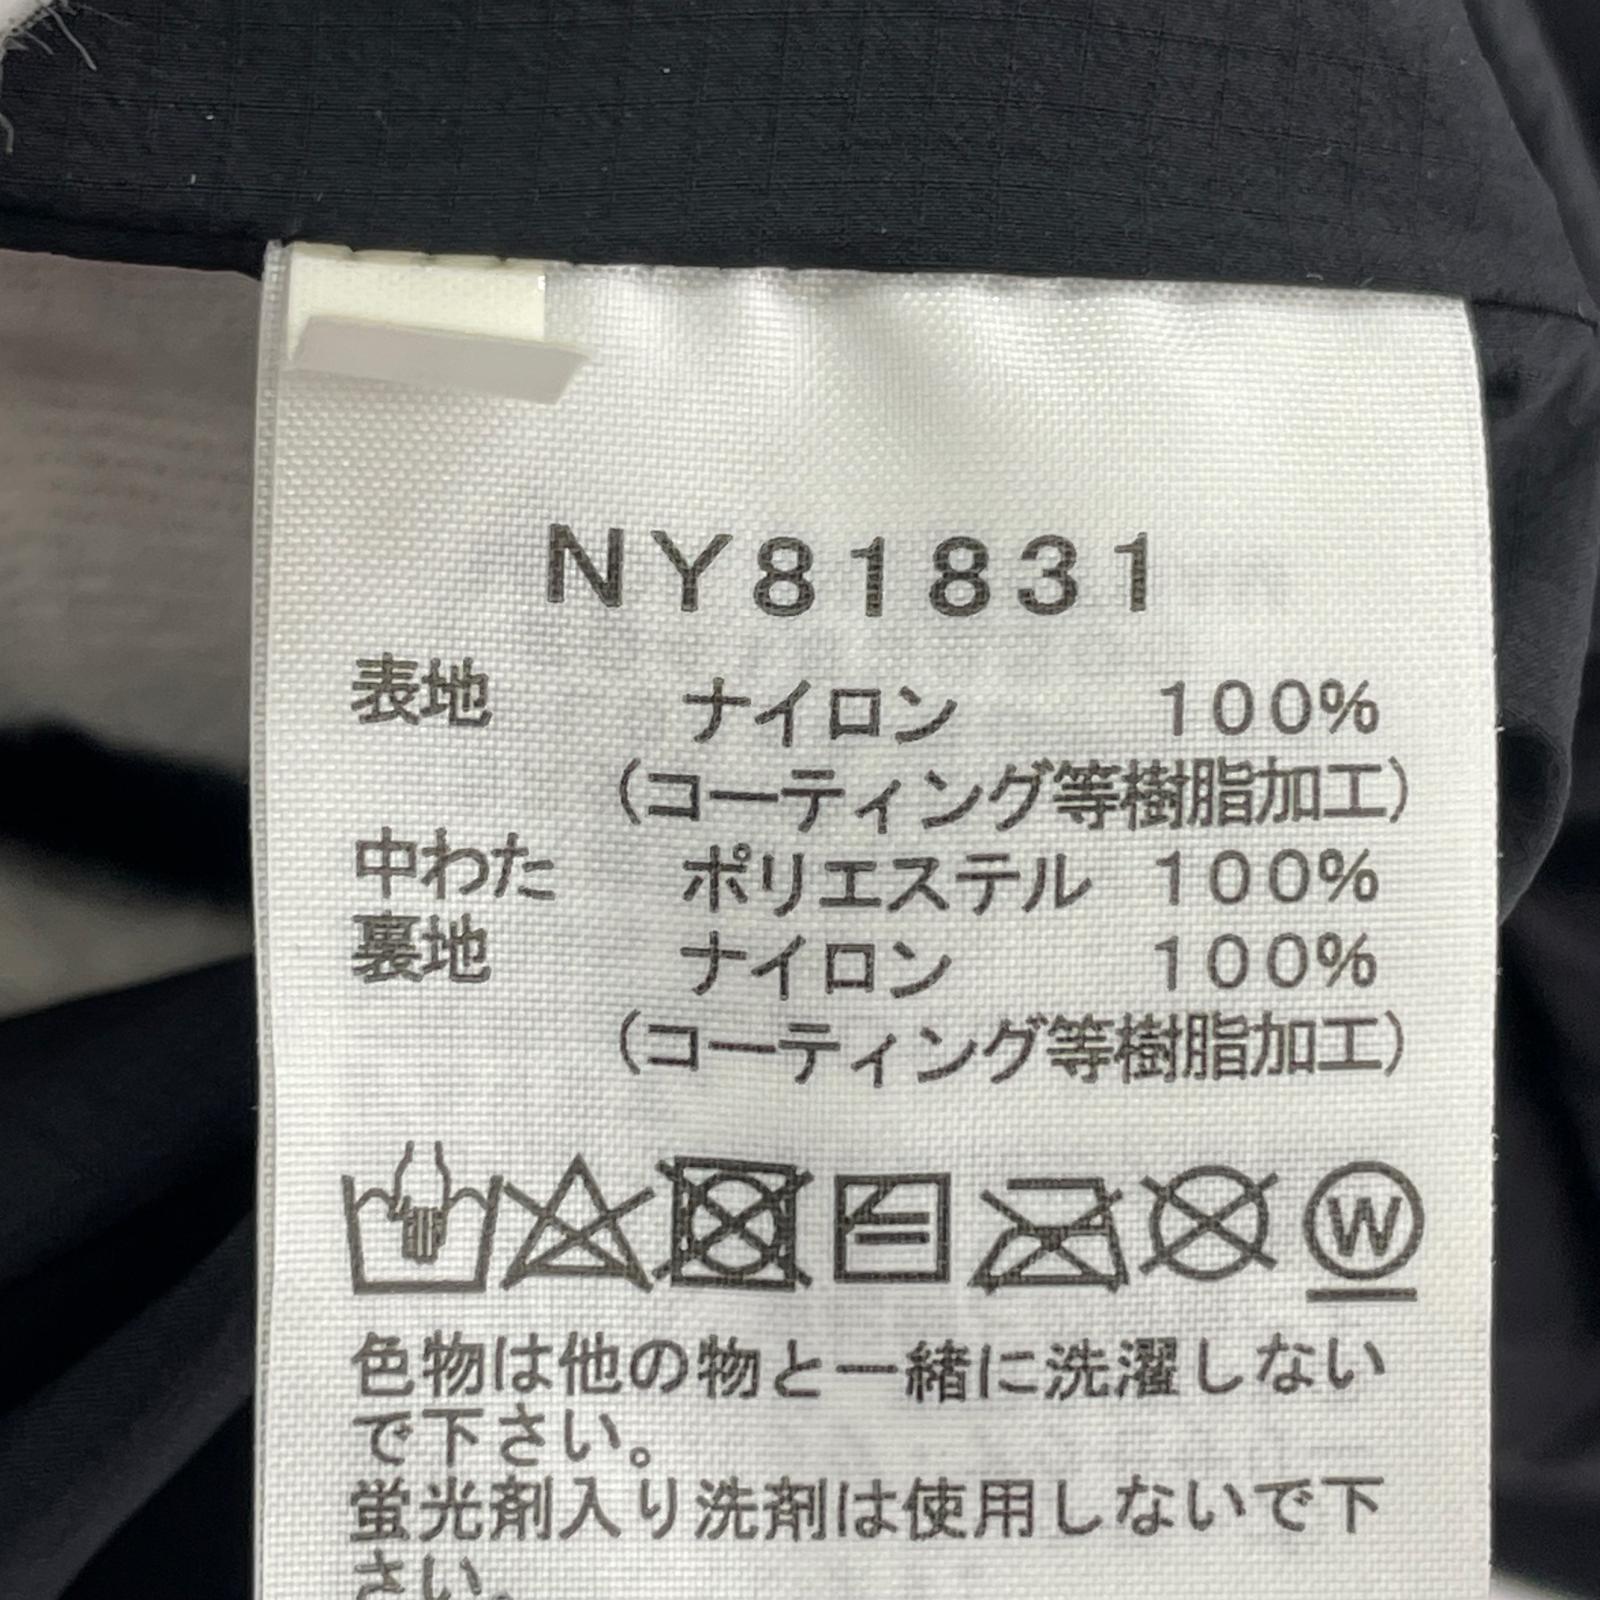 NY81831
表地 ナイロン 100%
(コーティング等樹脂加工)
中わた ポリエステル 100%
裏地 ナイロン 100%
(コーティング等樹脂加工)
W
色物は他の物と一緒に洗濯しない
で下さい。
蛍光剤入り洗剤は使用しないで下
さい。